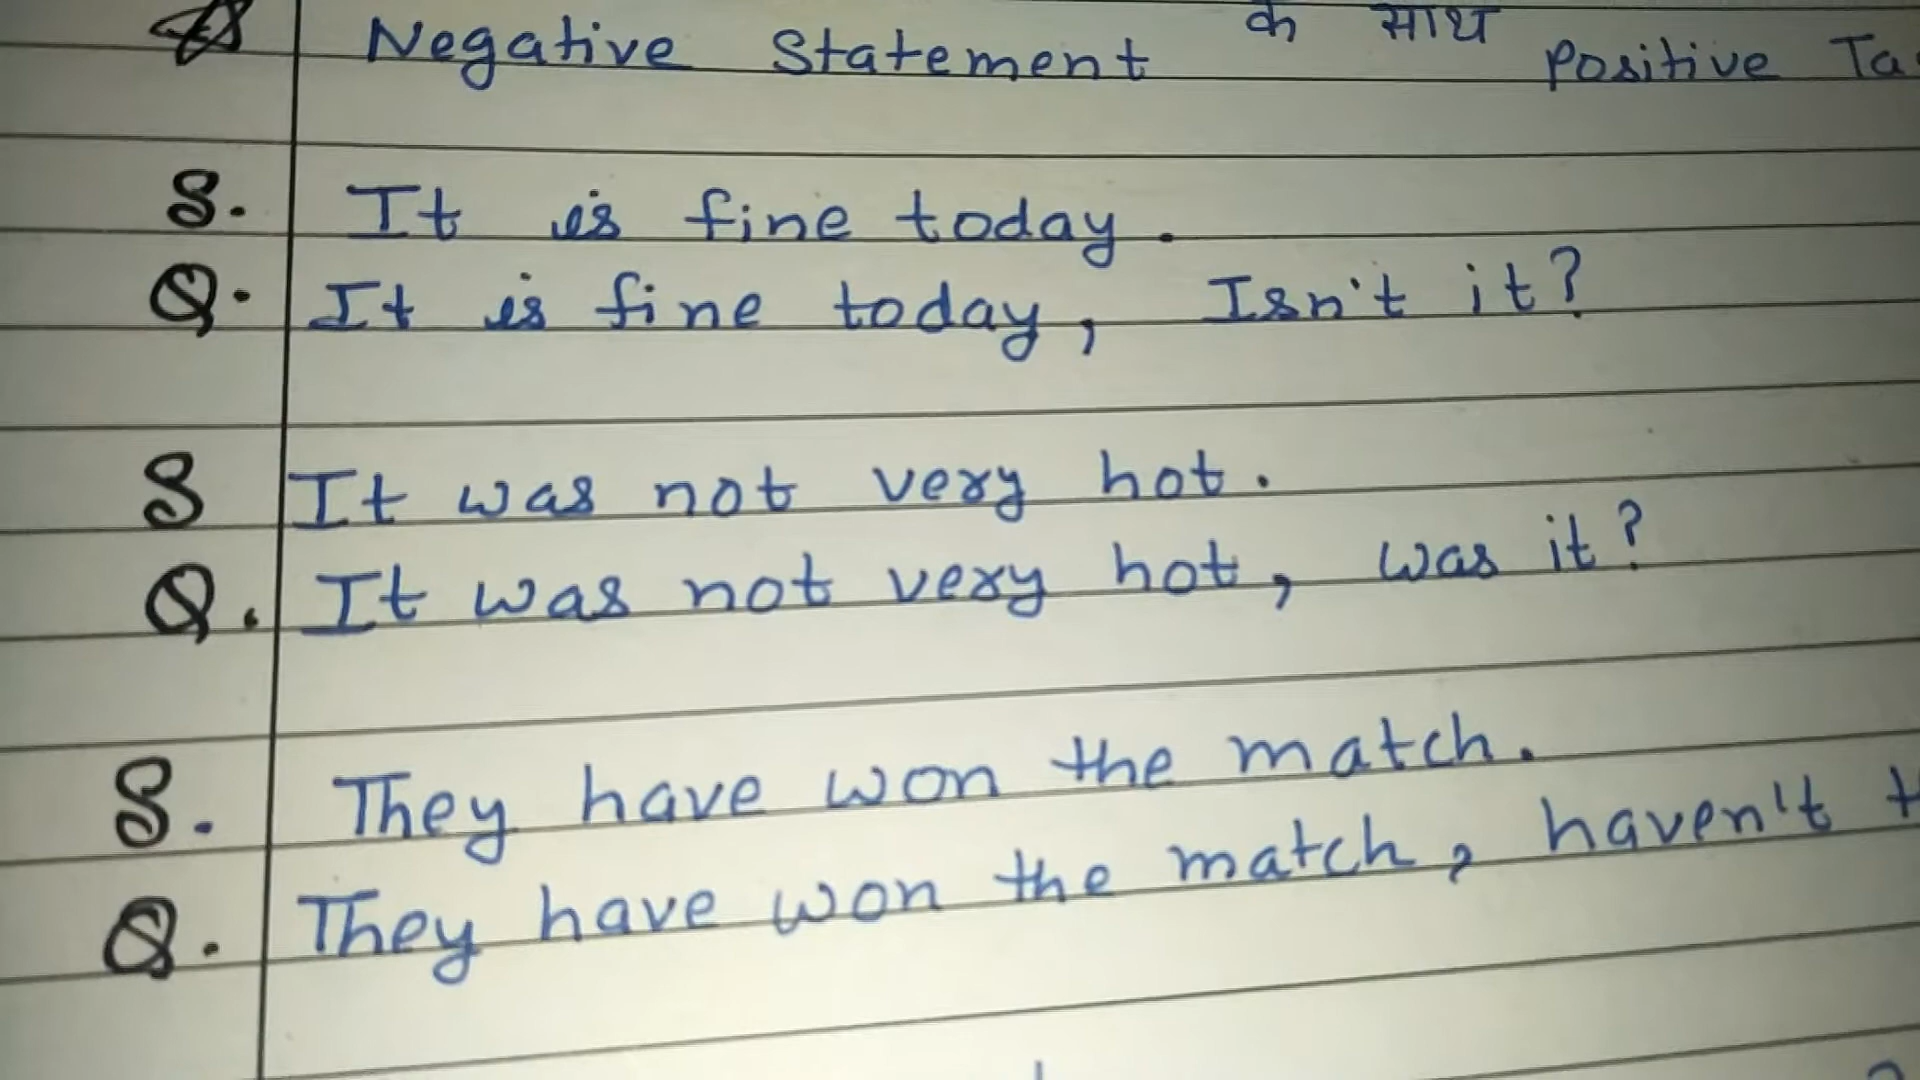 Negative Statement के साथ positive
S. It is fine today.
Q. It is fine today, Isn't it?
S It was not very hot.
Q. It was not very hot, was it?
S. They have won the match.
Q. They have won the match, haven't